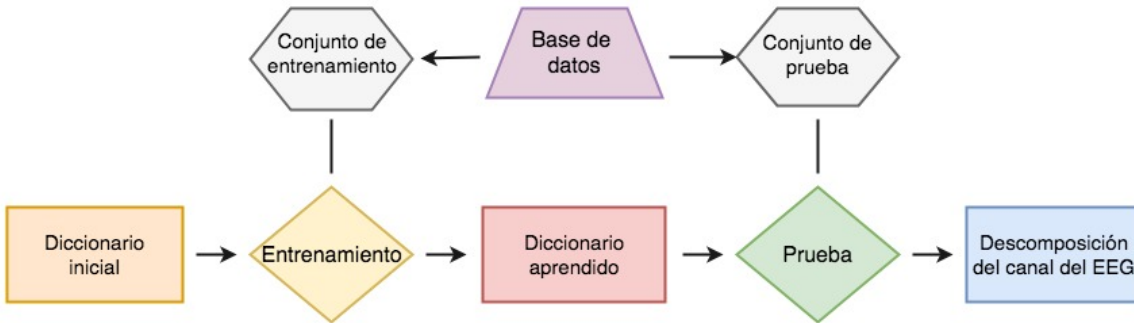 Conjunto de
entrenamiento
Base de
datos
Conjunto de
prueba
Diccionario
inicial
Entrenamiento
Diccionario
aprendido
Prueba
Descomposición
del canal del EEG